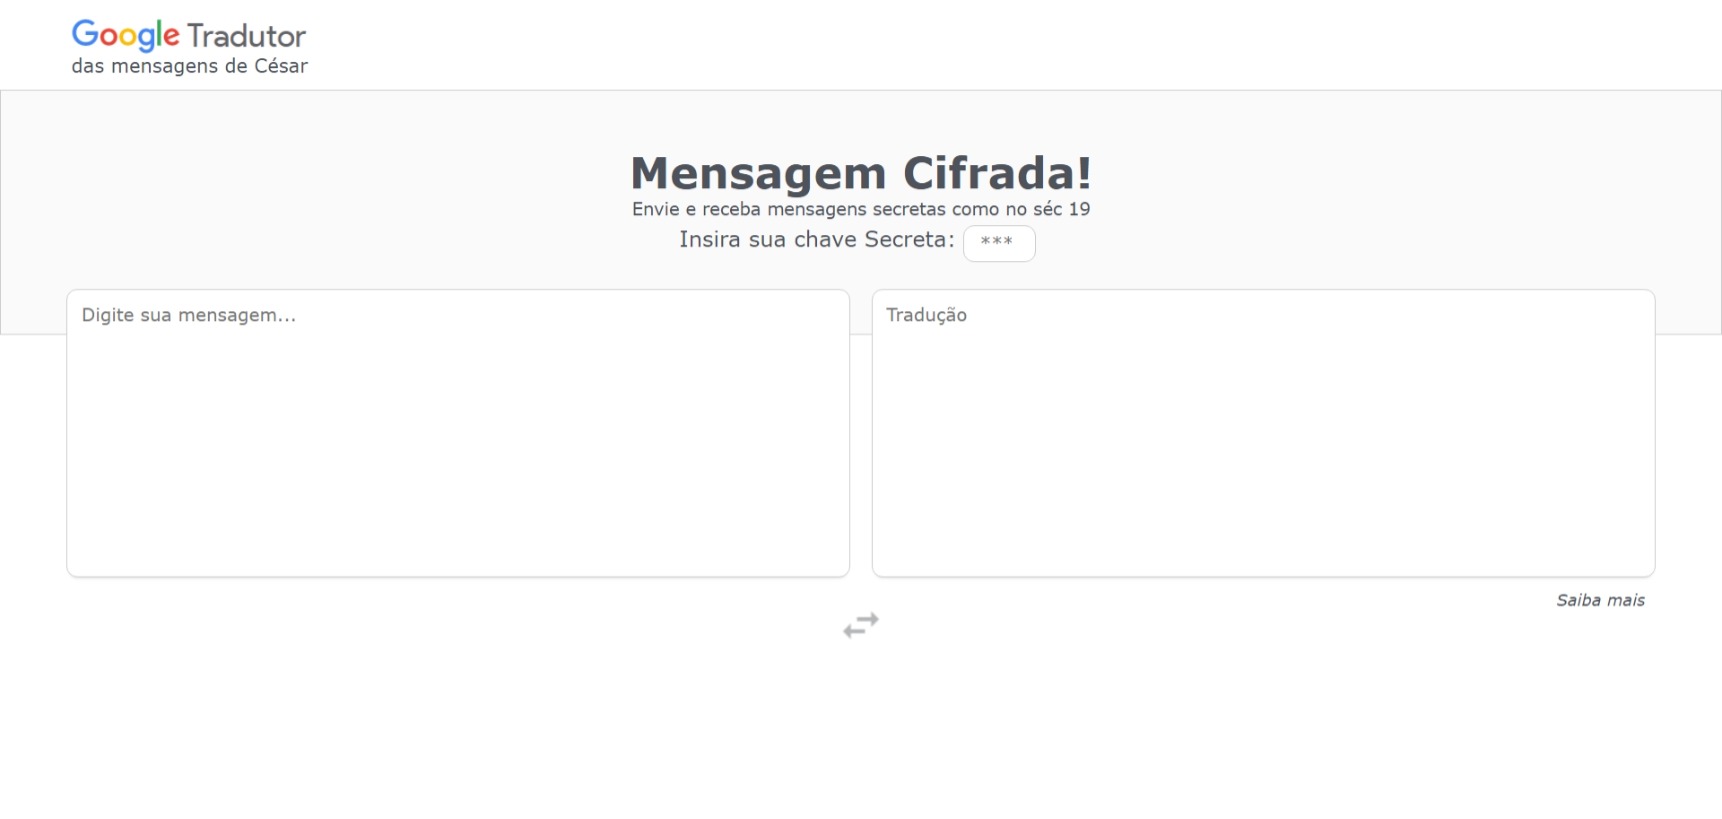 Google Tradutor
das mensagens de César
Mensagem Cifrada!
Envie e receba mensagens secretas como no séc 19
Insira sua chave Secreta: ***
Digite sua mensagem...
Tradução
Saiba mais